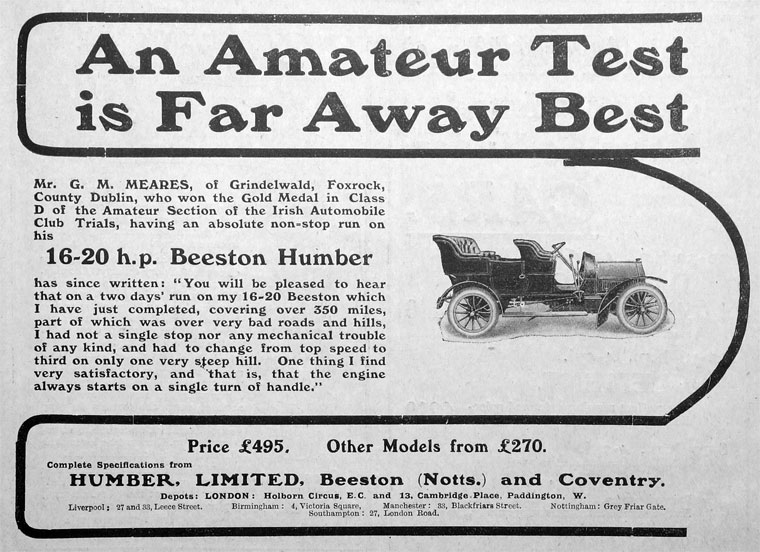 An Amateur Test
is Far Away Best
Mr. G. M. MEARES, of Grindelwald, Foxrock,
County Dublin, who won the Gold Medal in Class
D of the Amateur Section of the Irish Automobile
Club Trials, having an absolute non-stop run on
his
16-20 h.p. Beeston Humber
has since written: “You will be pleased to hear
that on a two days’ run on my 16-20 Beeston which
I have just completed, covering over 350 miles,
part of which was over very bad roads and hills,
I had not a single stop nor any mechanical trouble
of any kind, and had to change from top speed to
third on only one very steep hill. One thing I find
very satisfactory, and that is, that the engine
always starts on a single turn of handle.”
Price £495. Other Models from £270.
Complete Specifications from
HUMBER, LIMITED, Beeston (Notts.) and Coventry.
Depots: LONDON: Holborn Circus, E.C. and 13, Cambridge Place, Paddington, W.
Liverpool; 27 and 33, Leece Street. Birmingham: 4, Victoria Square, Manchester: 33, Blackfriars Street. Nottingham: Grey Friar Gate.
Southampton: 27, London Road.